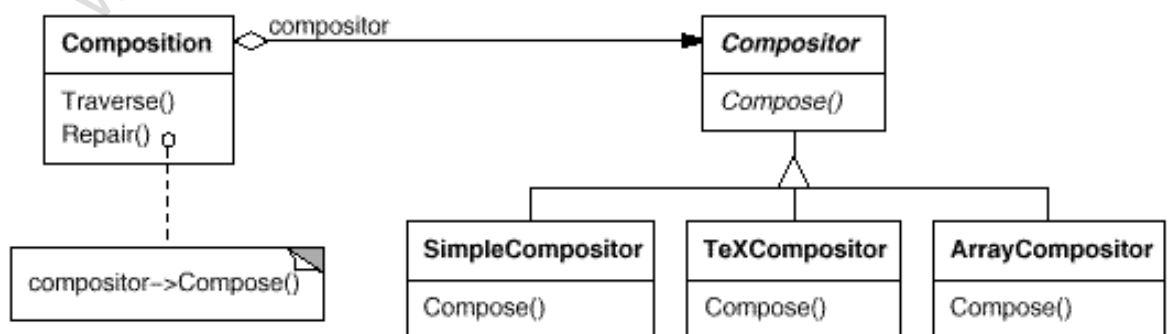 compositor
Composition
Compositor
Traverse()
Repair()
Compose()
compositor->Compose()
SimpleCompositor
TeXCompositor
ArrayCompositor
Compose()
Compose()
Compose()